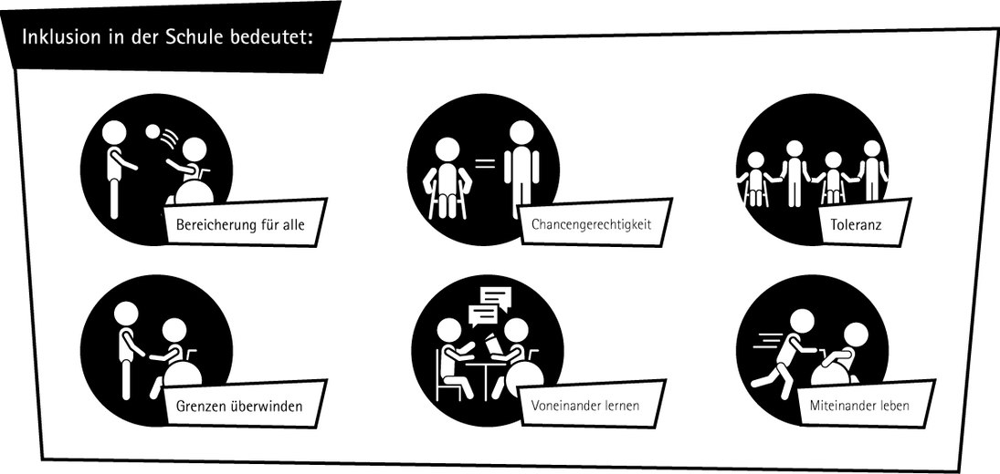 Inklusion in der Schule bedeutet:
Bereicherung für alle
Chancengerechtigkeit
Toleranz
Grenzen überwinden
Voneinander lernen
Miteinander leben